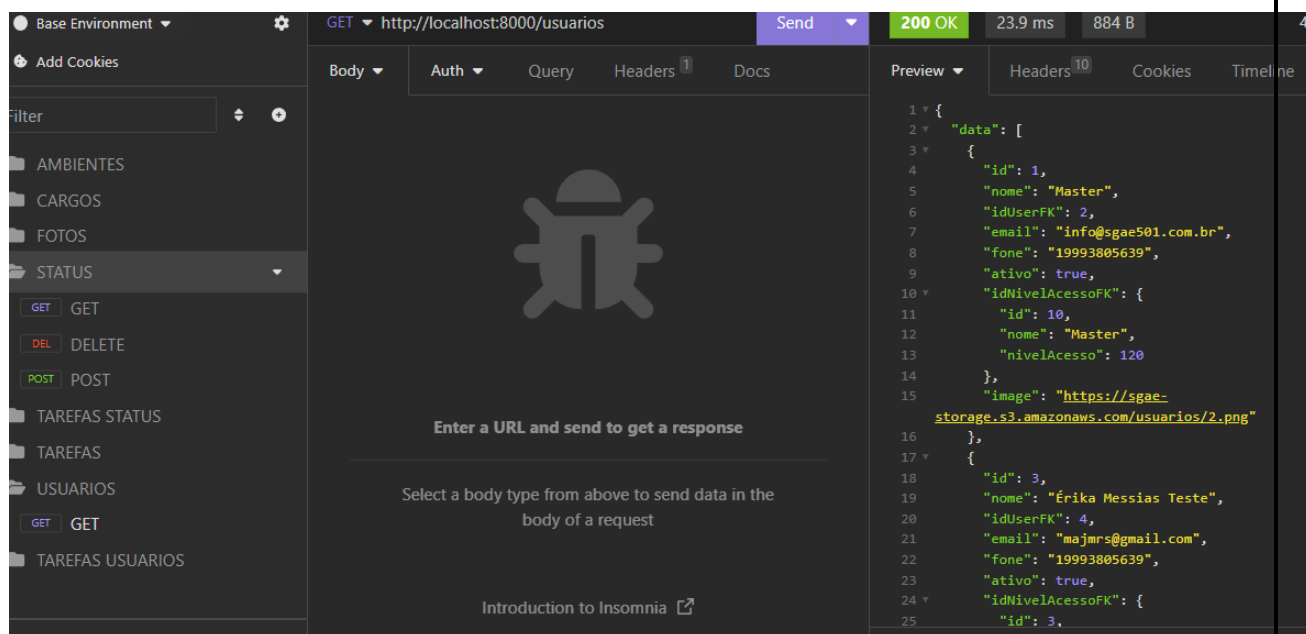 Base Environment
Add Cookies
Filter
AMBIENTES
CARGOS
FOTOS
STATUS
GET GET
DEL DELETE
POST POST
TAREFAS STATUS
TAREFAS
USUARIOS
GET GET
TAREFAS USUARIOS
GET http://localhost:8000/usuarios Send
Body Auth Query Headers 1 Docs
Enter a URL and send to get a response
Select a body type from above to send data in the
body of a request
Introduction to Insomnia
200 OK 23.9 ms 884 B 4
Preview Headers 10 Cookies Timeline
1 {
2 "data": [
3 {
4 "id": 1,
5 "nome": "Master",
6 "idUserFK": 2,
7 "email": "info@sgae501.com.br",
8 "fone": "19993805639",
9 "ativo": true,
10 "idNivelAcessoFK": {
11 "id": 10,
12 "nome": "Master",
13 "nivelAcesso": 120
14 },
15 "image": "https://sgae-
storage.s3.amazonaws.com/usuarios/2.png"
16 },
17 {
18 "id": 3,
19 "nome": "Érika Messias Teste",
20 "idUserFK": 4,
21 "email": "majmrs@gmail.com",
22 "fone": "19993805639",
23 "ativo": true,
24 "idNivelAcessoFK": {
25 "id": 3,